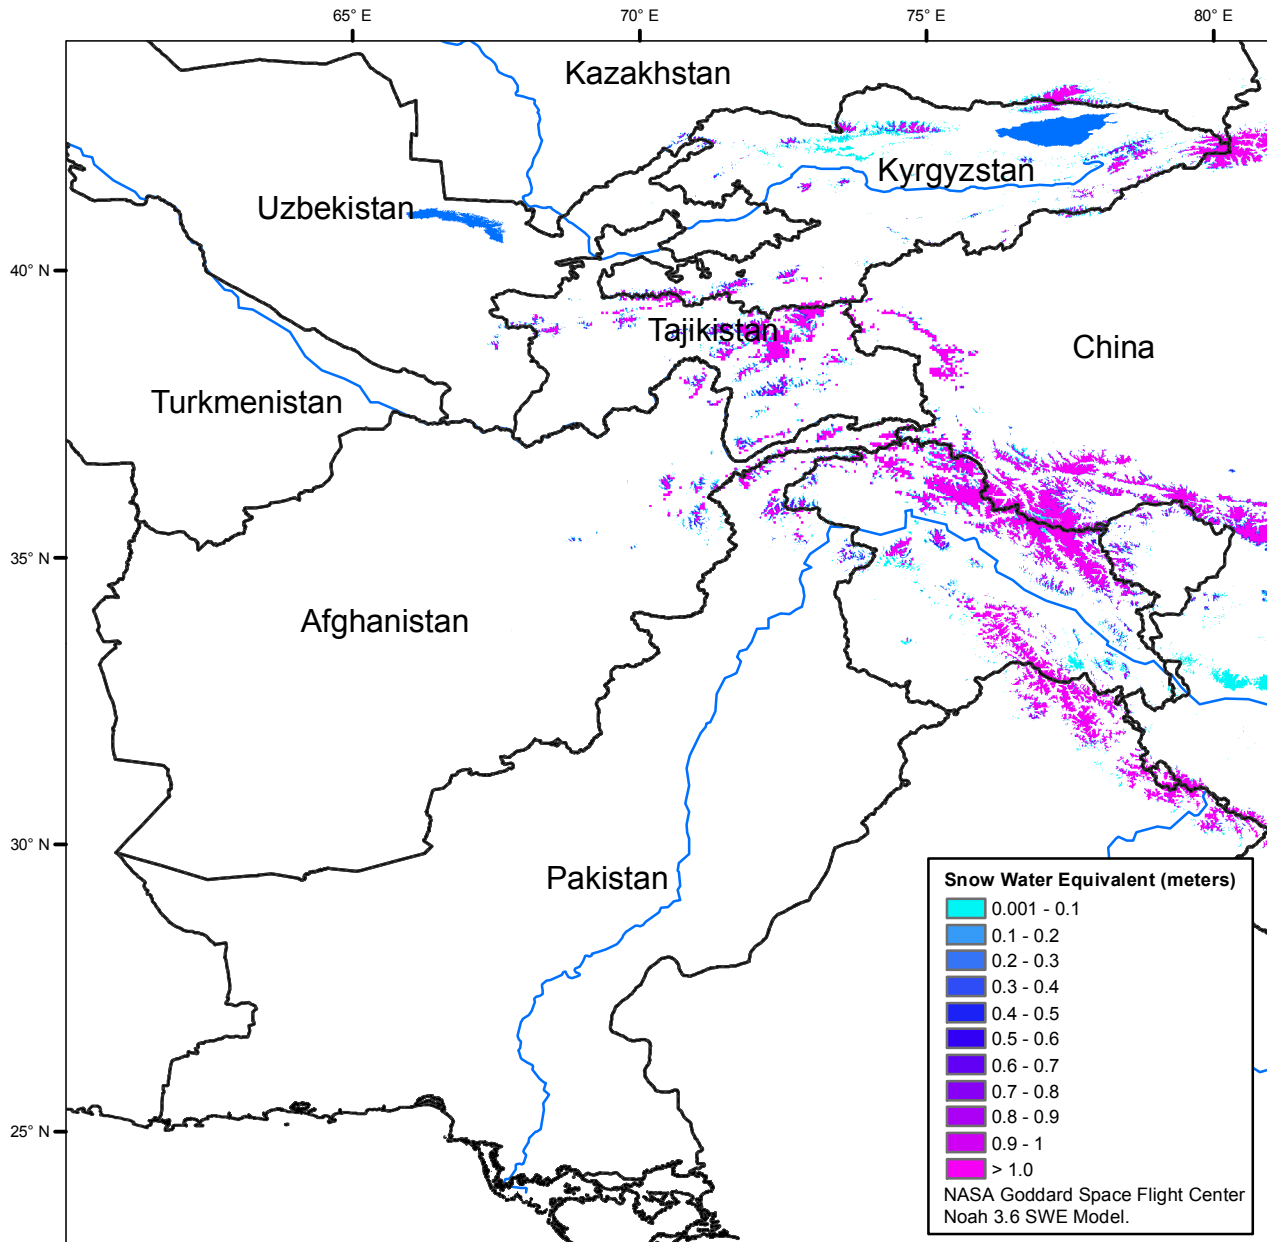 65° E
70° E
75° E
80° E
Kazakhstan
Kyrgyzstan
Uzbekistan
40° N
Tajikistan
China
Turkmenistan
35° N
Afghanistan
30° N
Pakistan
25° N
Snow Water Equivalent (meters)
0.001 - 0.1
0.1 - 0.2
0.2 - 0.3
0.3 - 0.4
0.4 - 0.5
0.5 - 0.6
0.6 - 0.7
0.7 - 0.8
0.8 - 0.9
0.9 - 1
> 1.0
NASA Goddard Space Flight Center
Noah 3.6 SWE Model.